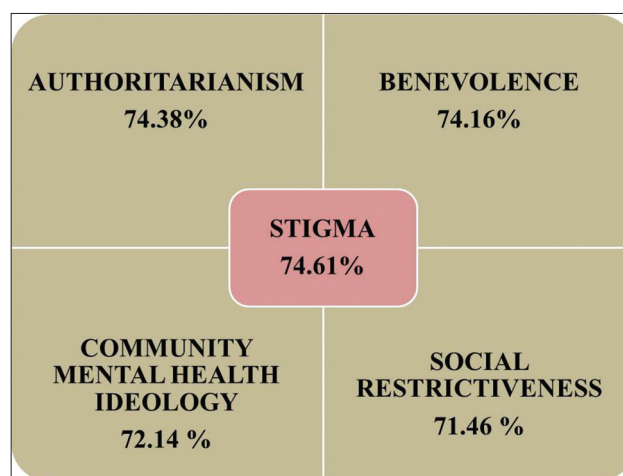 AUTHORITARIANISM
74.38%
BENEVOLENCE
74.16%
STIGMA
74.61%
COMMUNITY
MENTAL HEALTH
IDEOLOGY
72.14 %
SOCIAL
RESTRICTIVENESS
71.46 %